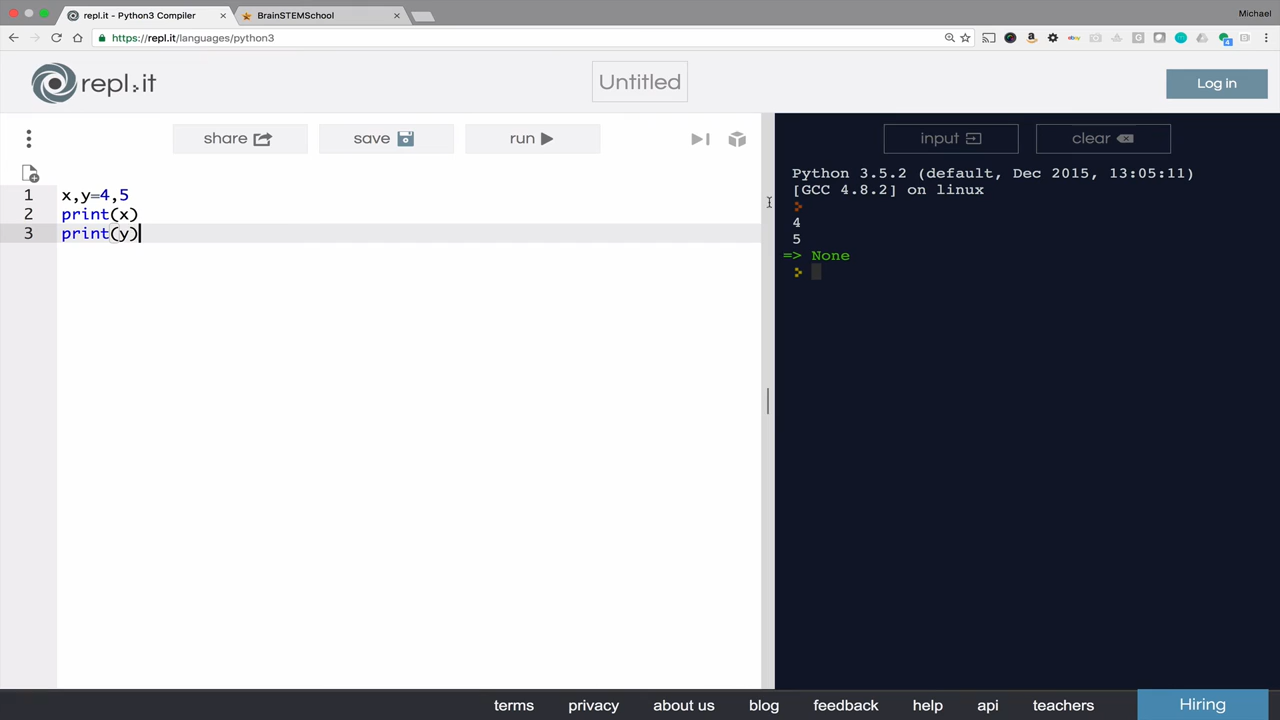 repl.it - Python3 Compiler
BrainSTEMSchool
Michael
https://repl.it/languages/python3
repl.it
Untitled
Log in
share
save
run
input
clear
1 x,y=4,5
2 print(x)
3 print(y)
Python 3.5.2 (default, Dec 2015, 13:05:11)
[GCC 4.8.2] on linux
4
5
=> None
terms privacy about us blog feedback help api teachers Hiring